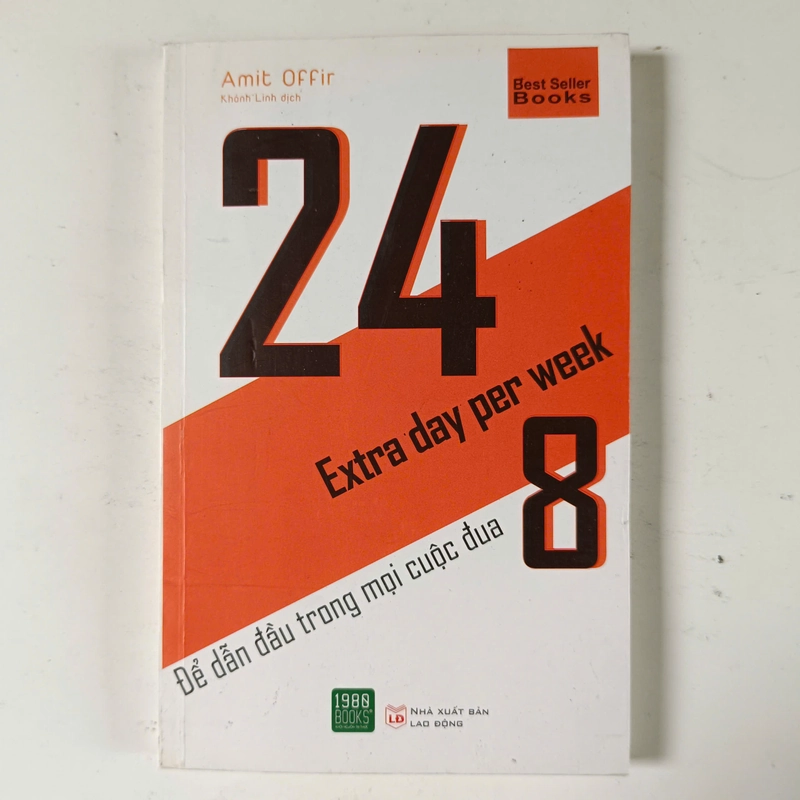 Amit Offir
Khánh Linh dịch
Best Seller
Books
24
Extra day per week
8
Để dẫn đầu trong mọi cuộc đua
1980
BOOKS®
LĐ
NHÀ XUẤT BẢN
LAO ĐỘNG